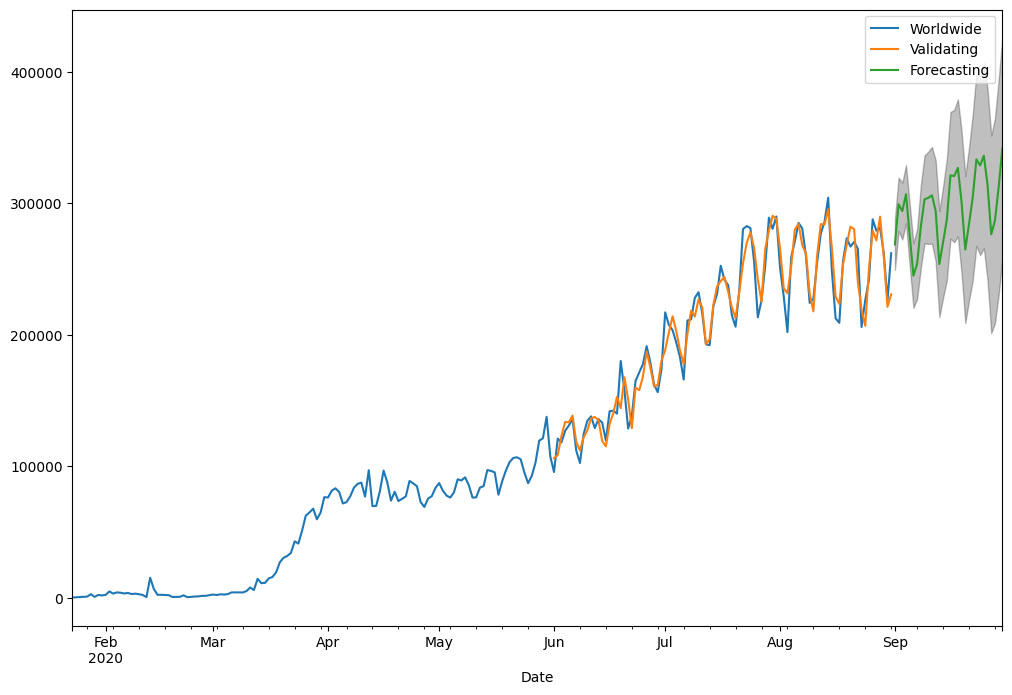 Worldwide
Validating
Forecasting
400000
300000
200000
100000
0
Feb Mar Apr May Jun Jul Aug Sep
2020
Date